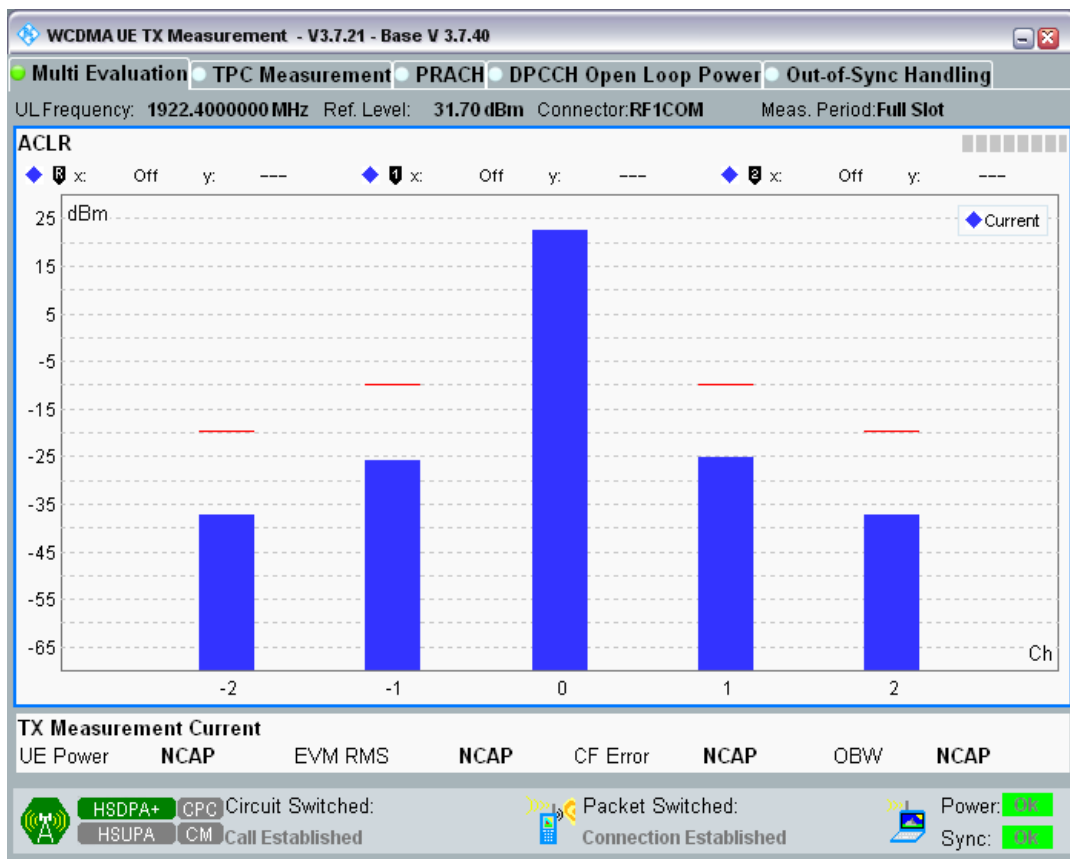 WCDMA UE TX Measurement - V3.7.21 - Base V 3.7.40
Multi Evaluation TPC Measurement PRACH DPCCH Open Loop Power Out-of-Sync Handling
UL Frequency: 1922.4000000 MHz Ref. Level: 31.70 dBm Connector:RF1COM Meas. Period:Full Slot
ACLR
R x: Off y: --- 1 x: Off y: --- 2 x: Off y: ---
dBm
Current
25
15
5
-5
-15
-25
-35
-45
-55
-65
Ch
-2 -1 0 1 2
TX Measurement Current
UE Power NCAP EVM RMS NCAP CF Error NCAP OBW NCAP
HSDPA+ CPC Circuit Switched: Packet Switched: Power: OK
HSUPA CM Call Established Connection Established Sync: OK